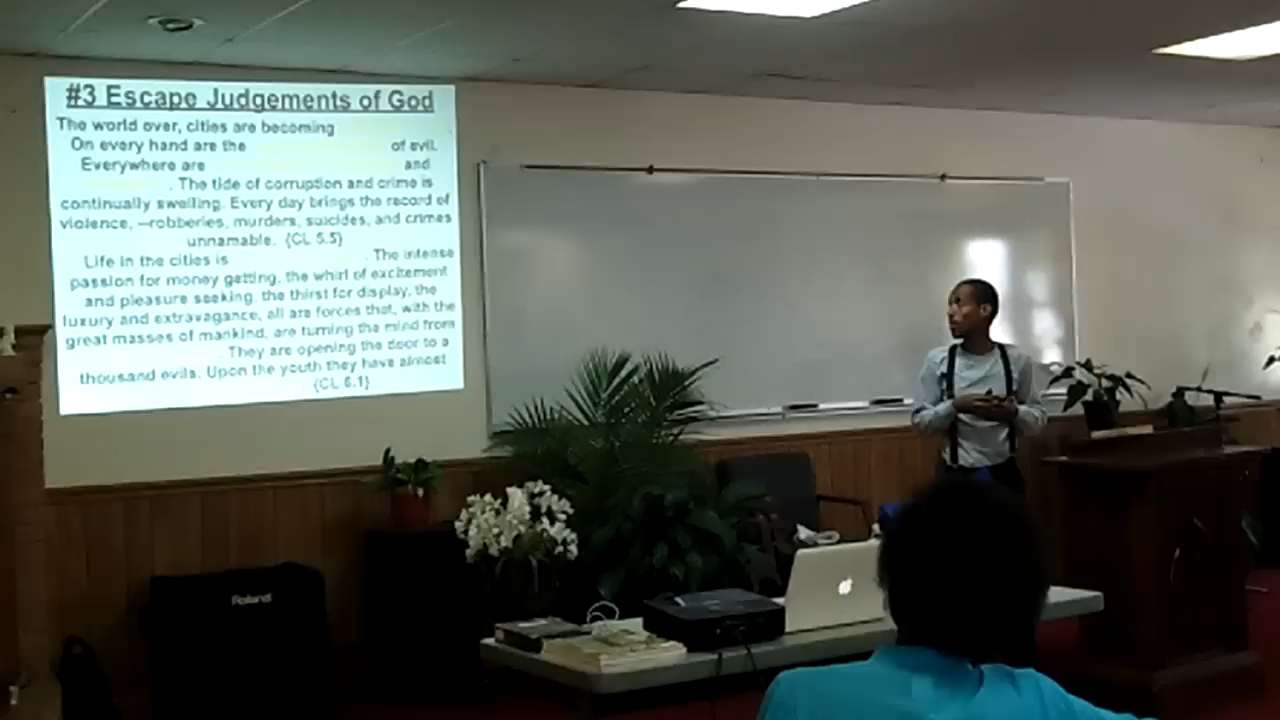 #3 Escape Judgements of God
The world over, cities are becoming
On every hand are the of evil.
Everywhere are and
. The tide of corruption and crime is
continually swelling. Every day brings the record of
violence, —robberies, murders, suicides, and crimes
unnamable. {CL 5.5}
Life in the cities is . The intense
passion for money getting, the whirl of excitement
and pleasure seeking, the thirst for display, the
luxury and extravagance, all are forces that, with the
great masses of mankind, are turning the mind from
. They are opening the door to a
thousand evils. Upon the youth they have almost
{CL 6.1}
Roland